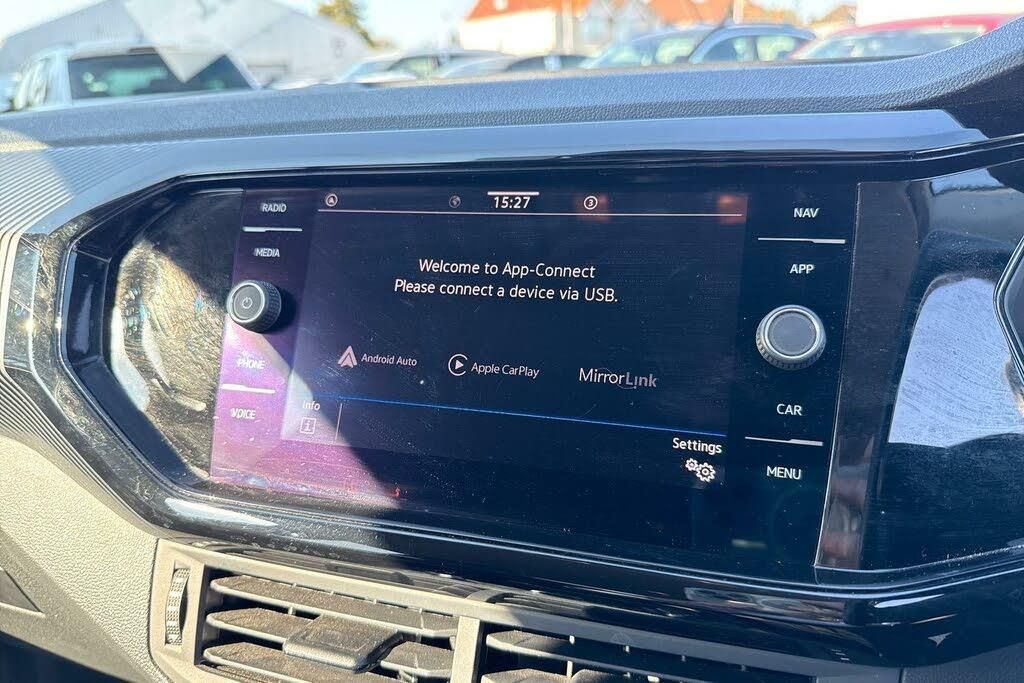 RADIO
MEDIA
PHONE
VOICE
15:27
3
Welcome to App-Connect
Please connect a device via USB.
Android Auto
Apple CarPlay
MirrorLink
Info
i
Settings
NAV
APP
CAR
MENU